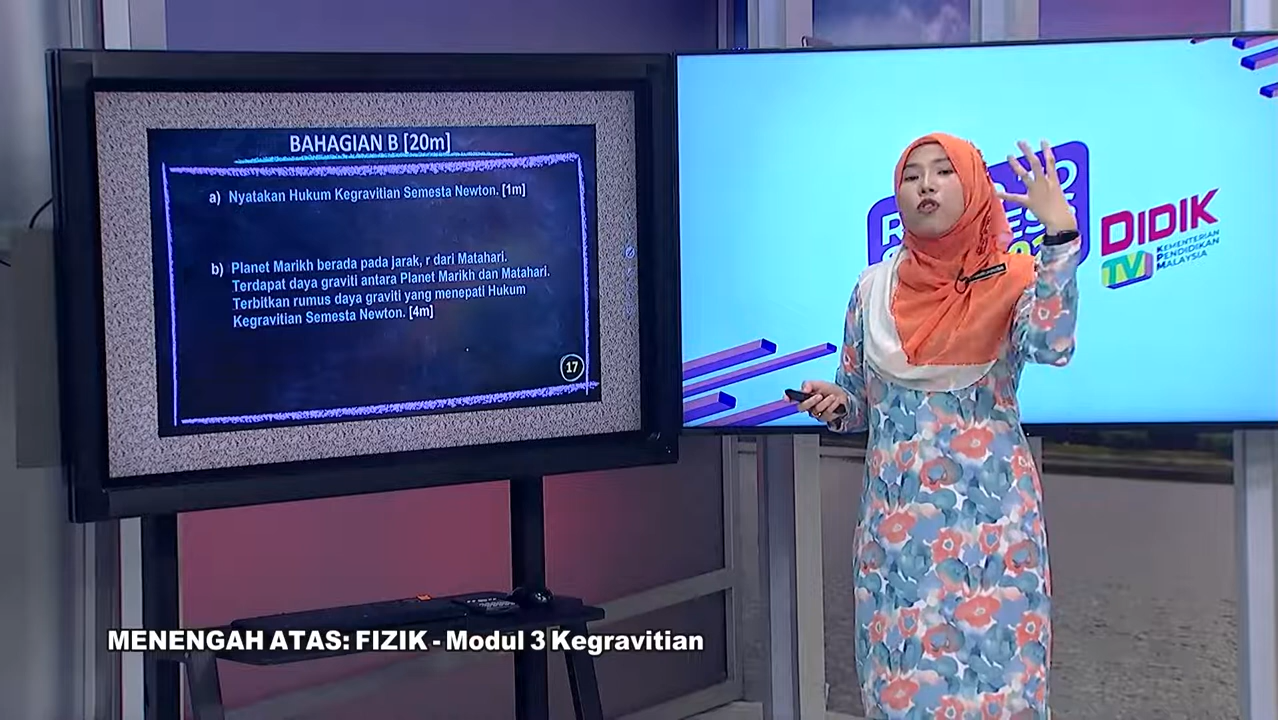 BAHAGIAN B [20m]
a) Nyatakan Hukum Kegravitian Semesta Newton. [1m]
b) Planet Marikh berada pada jarak, r dari Matahari.
Terdapat daya graviti antara Planet Marikh dan Matahari.
Terbitkan rumus daya graviti yang menepati Hukum
Kegravitian Semesta Newton. [4m]
17
DIDIK
TV
KEMENTERIAN
PENDIDIKAN
MALAYSIA
MENENGAH ATAS: FIZIK - Modul 3 Kegravitian